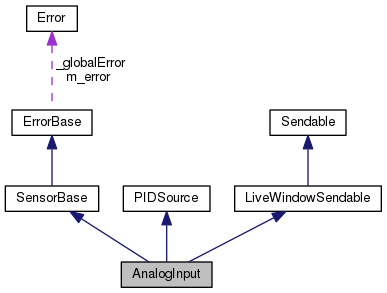 Error
_globalError
m_error
ErrorBase
Sendable
SensorBase
PIDSource
LiveWindowSendable
AnalogInput